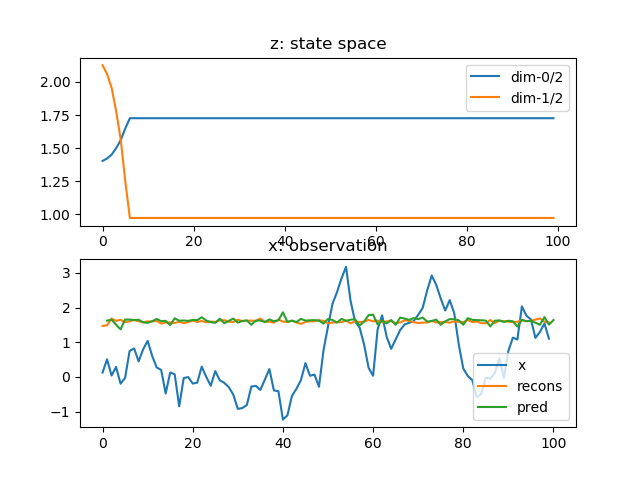 z: state space
2.00
1.75
1.50
1.25
1.00
dim-0/2
dim-1/2
0 20 40 60 80 100
x: observation
3
2
1
0
−1
x
recons
pred
0 20 40 60 80 100